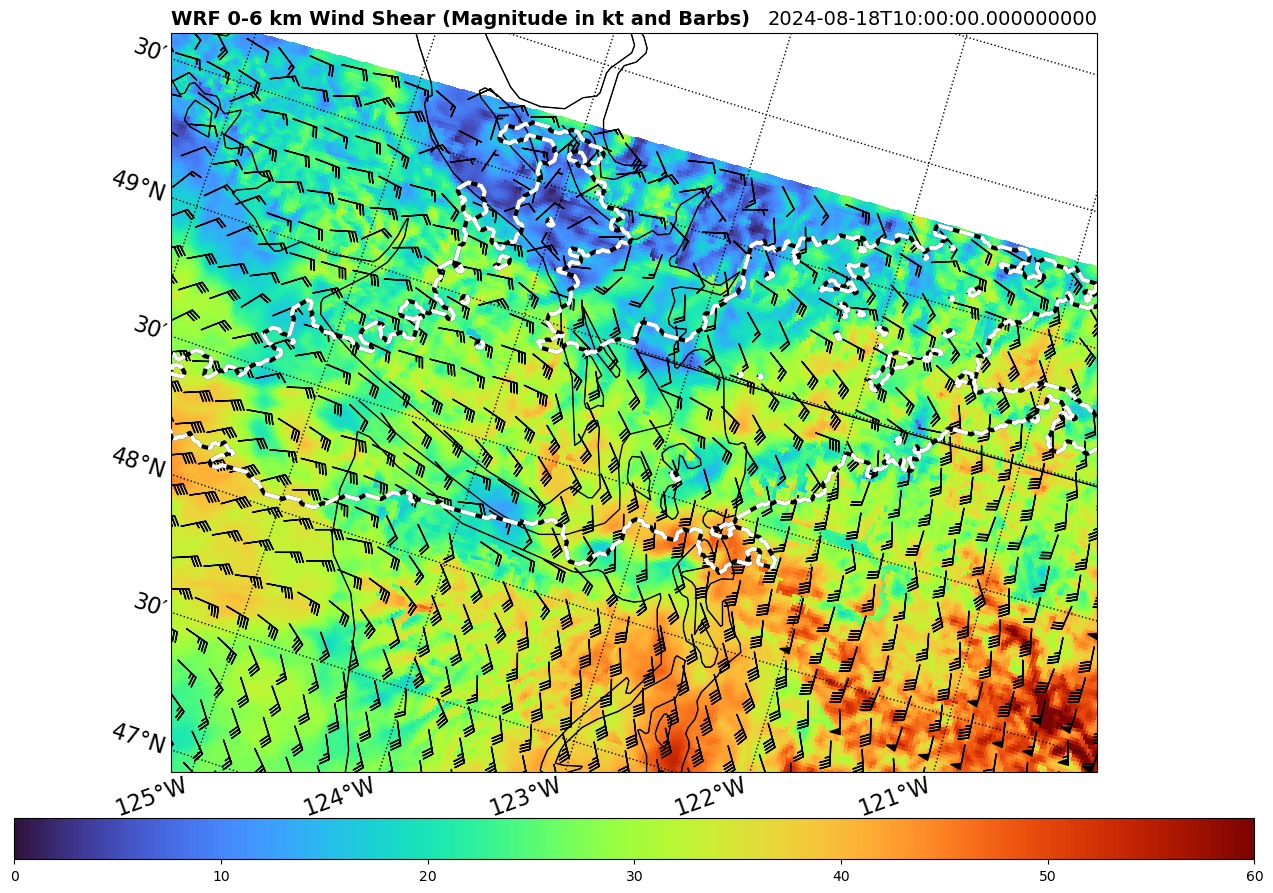 WRF 0-6 km Wind Shear (Magnitude in kt and Barbs) 2024-08-18T10:00:00.000000000
30′
49°N
30′
48°N
30′
47°N
125°W 124°W 123°W 122°W 121°W
0 10 20 30 40 50 60